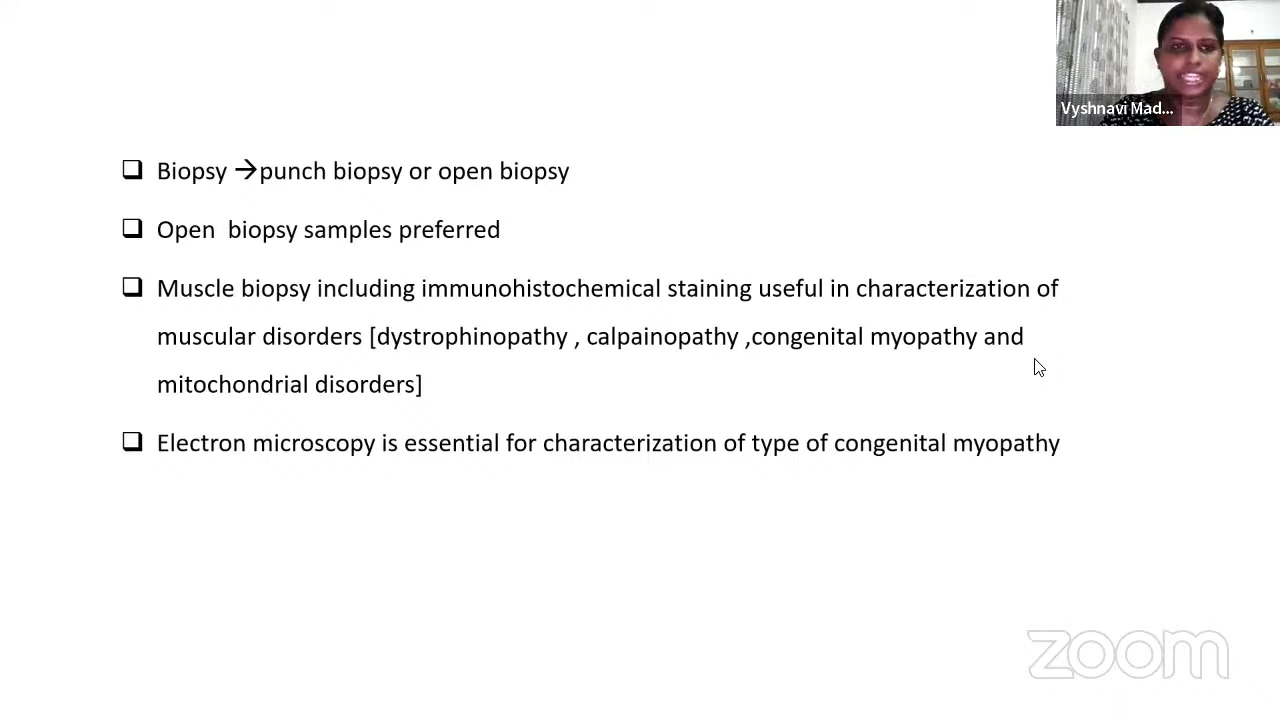 Vyshnavi Mad...
❑ Biopsy →punch biopsy or open biopsy
❑ Open  biopsy samples preferred
❑ Muscle biopsy including immunohistochemical staining useful in characterization of
muscular disorders [dystrophinopathy , calpainopathy ,congenital myopathy and
mitochondrial disorders]
❑ Electron microscopy is essential for characterization of type of congenital myopathy
zoom